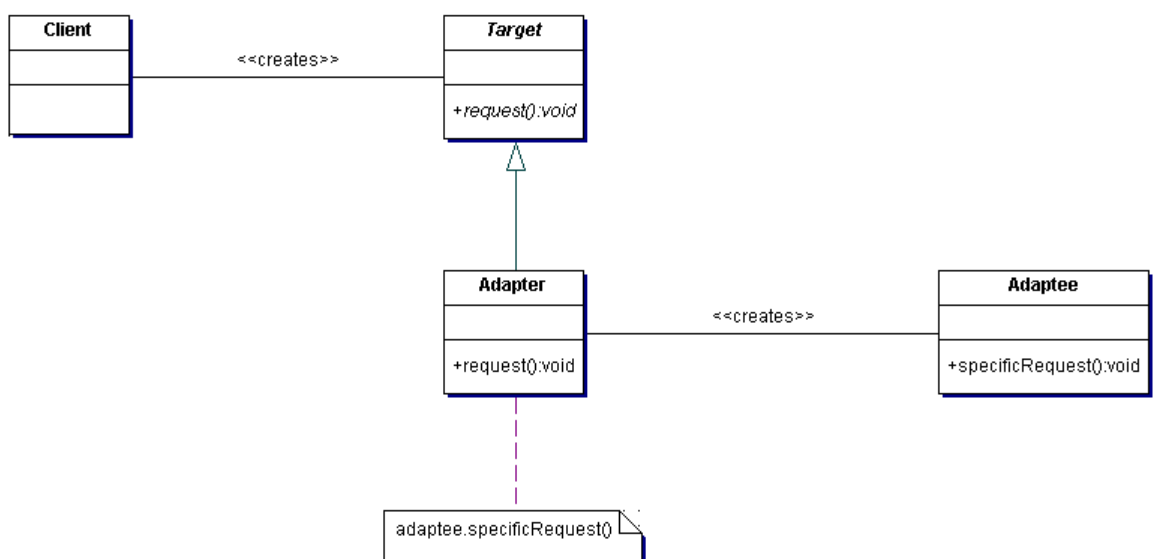 Client
Target
<<creates>>
+request():void
Adapter
Adaptee
<<creates>>
+request():void
+specificRequest():void
adaptee.specificRequest()